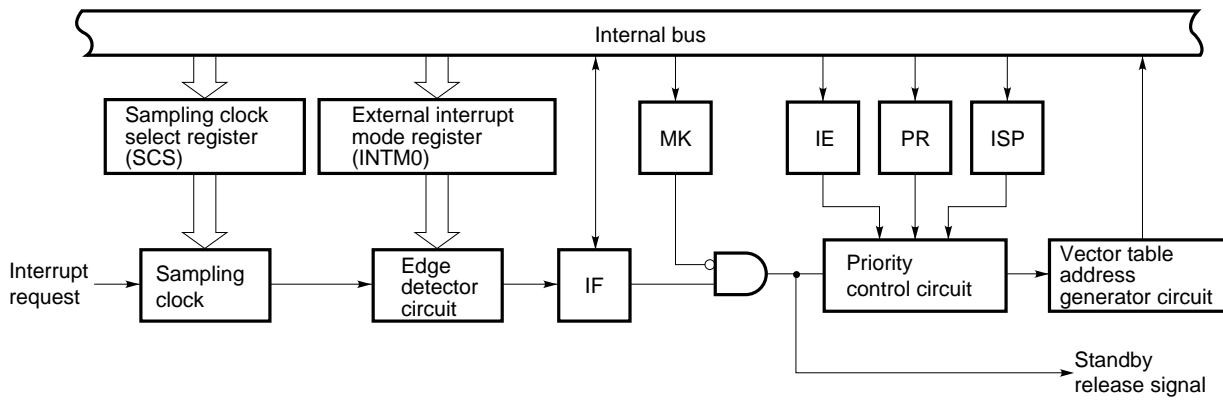 Internal bus
Sampling clock
select register
(SCS)
External interrupt
mode register
(INTM0)
MK
IE
PR
ISP
Interrupt
request
Sampling
clock
Edge
detector
circuit
IF
Priority
control circuit
Vector table
address
generator circuit
Standby
release signal